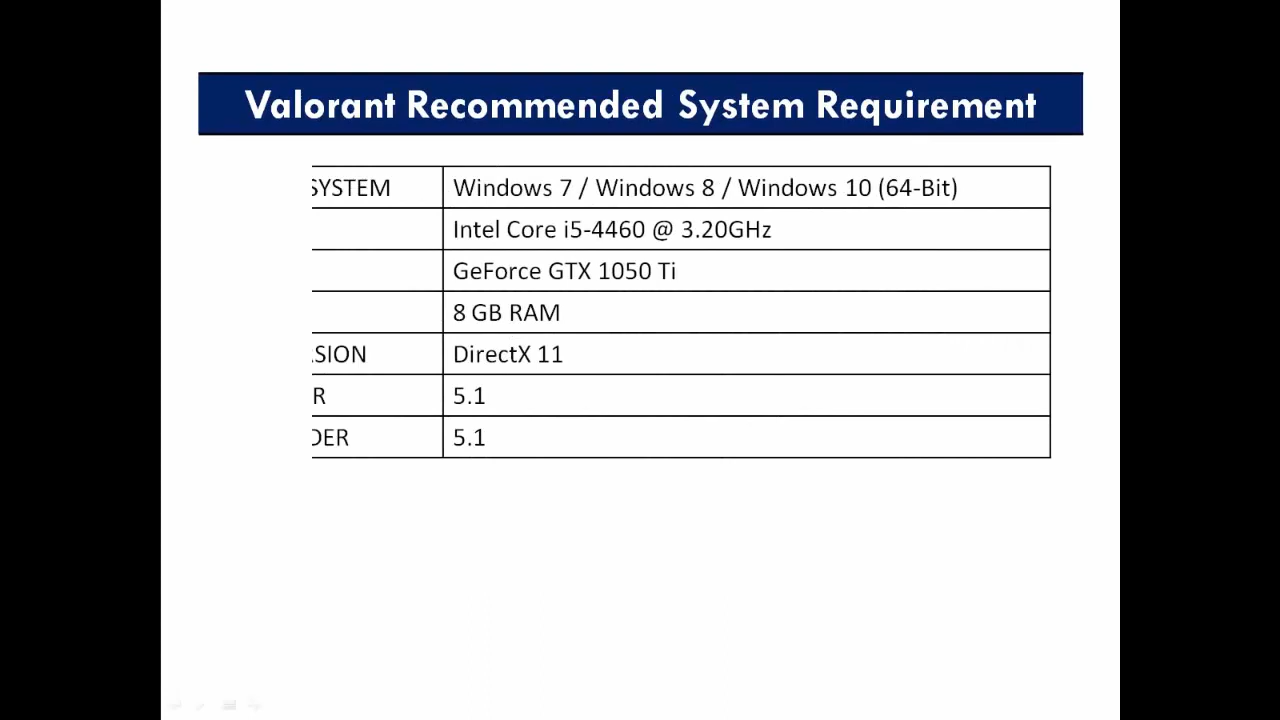 Valorant Recommended System Requirement
SYSTEM Windows 7 / Windows 8 / Windows 10 (64-Bit)
Intel Core i5-4460 @ 3.20GHz
GeForce GTX 1050 Ti
8 GB RAM
SION DirectX 11
R 5.1
DER 5.1